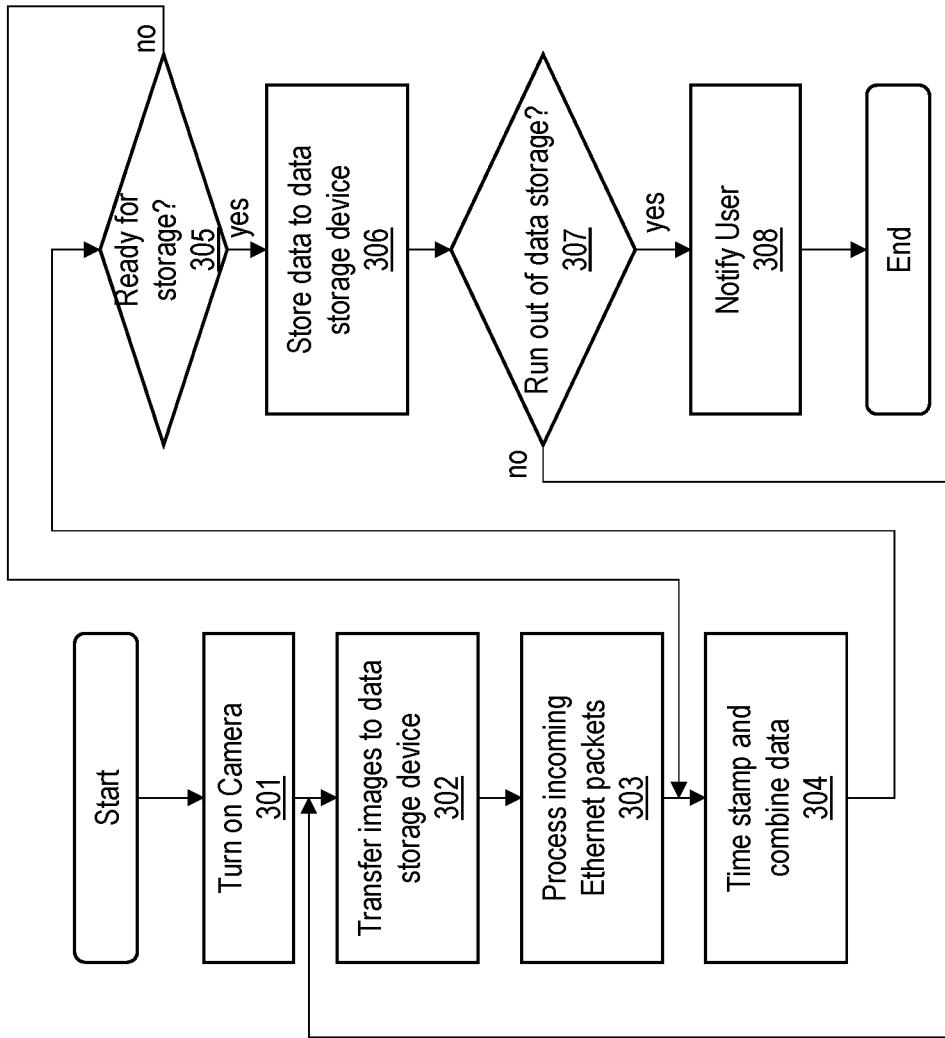 Start
Turn on Camera
301
Transfer images to data
storage device
302
Process incoming
Ethernet packets
303
Time stamp and
combine data
304
Ready for
storage?
305
no
yes
Store data to data
storage device
306
Run out of data storage?
307
no
yes
Notify User
308
End